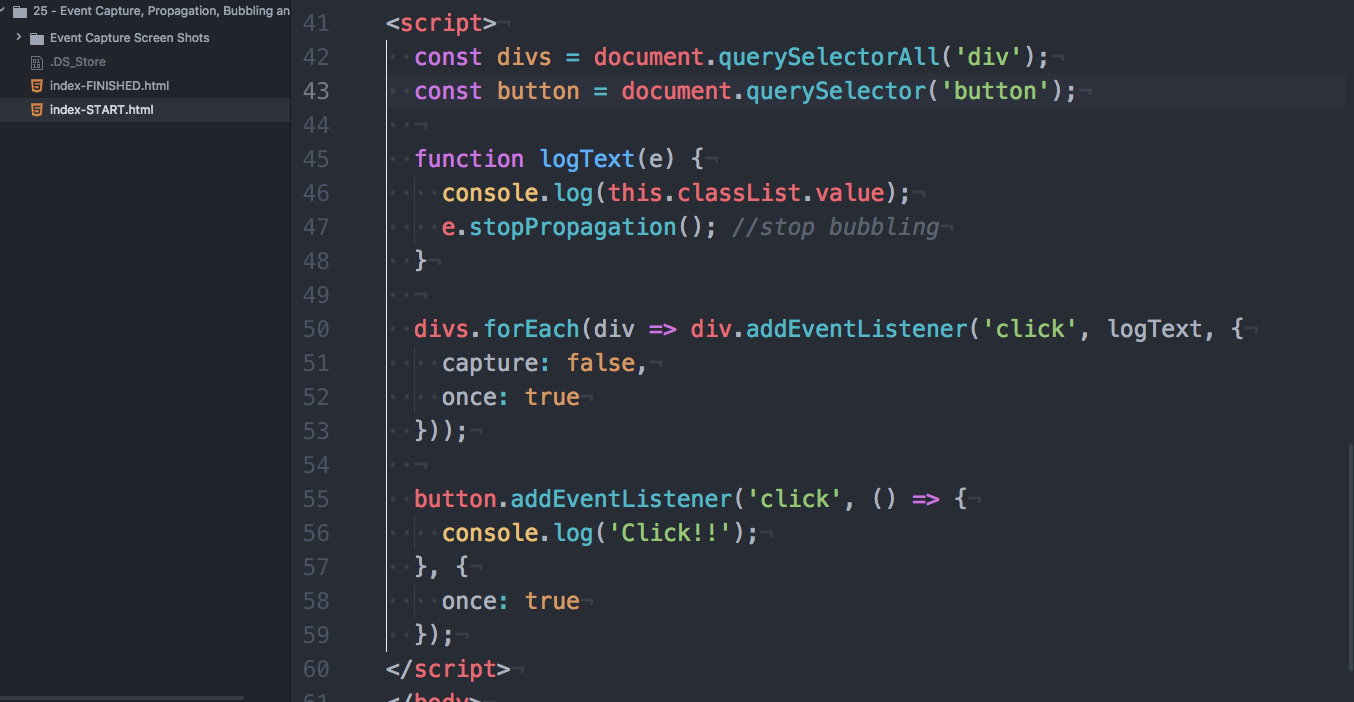 25 - Event Capture, Propagation, Bubbling an
Event Capture Screen Shots
.DS_Store
index-FINISHED.html
index-START.html
41 <script>
42 const divs = document.querySelectorAll('div');
43 const button = document.querySelector('button');
44
45 function logText(e) {
46 console.log(this.classList.value);
47 e.stopPropagation(); //stop bubbling
48 }
49
50 divs.forEach(div => div.addEventListener('click', logText, {
51 capture: false,
52 once: true
53 }));
54
55 button.addEventListener('click', () => {
56 console.log('Click!!');
57 }, {
58 once: true
59 });
60 </script>
61 </body>